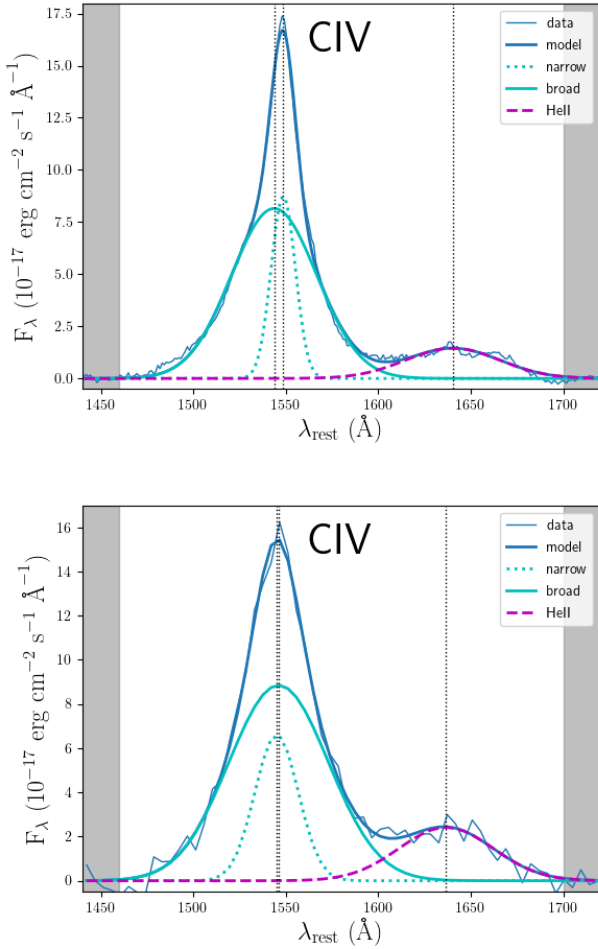 CIV
data
model
narrow
broad
HeII
17.5
15.0
12.5
10.0
7.5
5.0
2.5
0.0
F_λ (10⁻¹⁷ erg cm⁻² s⁻¹ Å⁻¹)
1450 1500 1550 1600 1650 1700
λ_rest (Å)
CIV
data
model
narrow
broad
HeII
16
14
12
10
8
6
4
2
0
F_λ (10⁻¹⁷ erg cm⁻² s⁻¹ Å⁻¹)
1450 1500 1550 1600 1650 1700
λ_rest (Å)